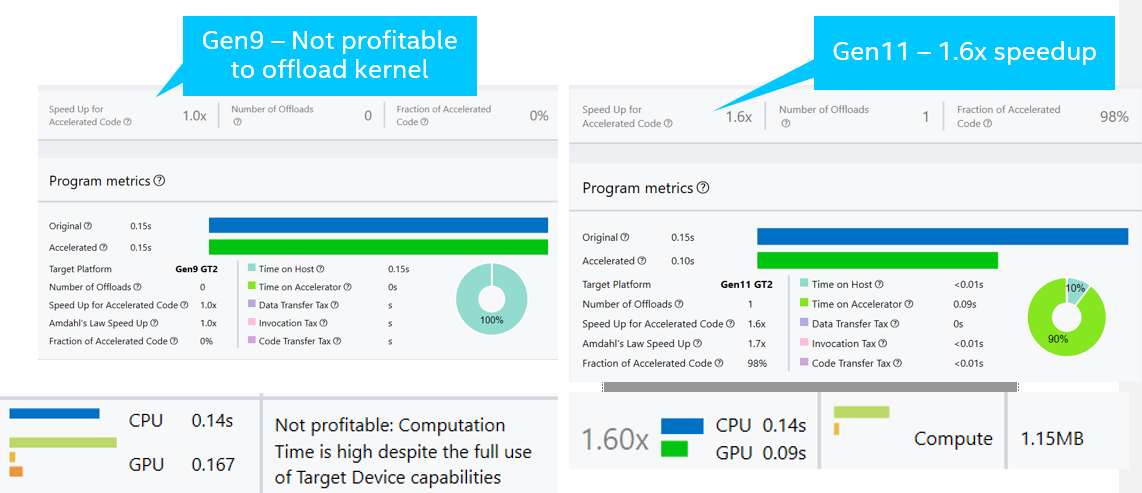 Gen9 – Not profitable
to offload kernel
Speed Up for
Accelerated Code
1.0x
Number of Offloads
0
Fraction of Accelerated
Code
0%
Program metrics
Original 0.15s
Accelerated 0.15s
Target Platform Gen9 GT2
Number of Offloads 0
Speed Up for Accelerated Code 1.0x
Amdahl's Law Speed Up 1.0x
Fraction of Accelerated Code 0%
Time on Host 0.15s
Time on Accelerator 0s
Data Transfer Tax s
Invocation Tax s
Code Transfer Tax s
100%
CPU 0.14s
GPU 0.167
Not profitable: Computation
Time is high despite the full use
of Target Device capabilities
Gen11 – 1.6x speedup
Speed Up for
Accelerated Code
1.6x
Number of Offloads
1
Fraction of Accelerated
Code
98%
Program metrics
Original 0.15s
Accelerated 0.10s
Target Platform Gen11 GT2
Number of Offloads 1
Speed Up for Accelerated Code 1.6x
Amdahl's Law Speed Up 1.7x
Fraction of Accelerated Code 98%
Time on Host <0.01s
Time on Accelerator 0.09s
Data Transfer Tax 0s
Invocation Tax <0.01s
Code Transfer Tax <0.01s
10%
90%
1.60x
CPU 0.14s
GPU 0.09s
Compute
1.15MB